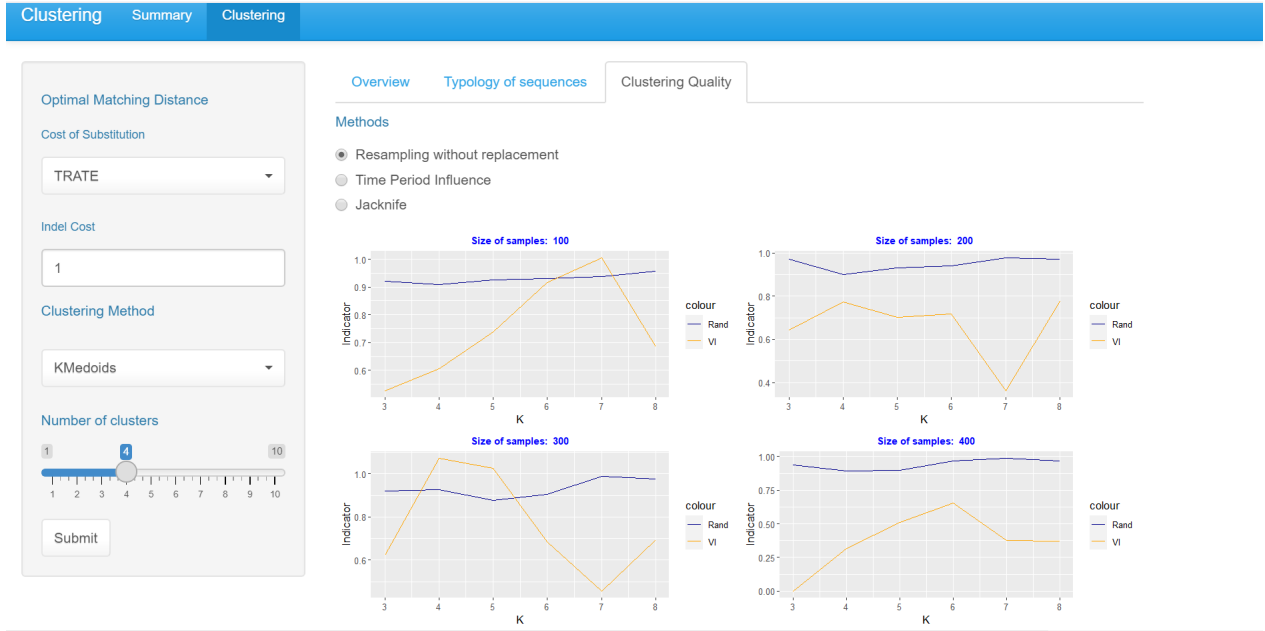 Clustering Summary Clustering
Optimal Matching Distance
Cost of Substitution
TRATE
Indel Cost
1
Clustering Method
KMedoids
Number of clusters
1 4 10
1 2 3 4 5 6 7 8 9 10
Submit
Overview Typology of sequences Clustering Quality
Methods
Resampling without replacement
Time Period Influence
Jacknife
Size of samples: 100
Indicator
1.0
0.9
0.8
0.7
0.6
3 4 5 6 7 8
K
colour
Rand
VI
Size of samples: 200
Indicator
1.0
0.8
0.6
0.4
3 4 5 6 7 8
K
colour
Rand
VI
Size of samples: 300
Indicator
1.0
0.8
0.6
3 4 5 6 7 8
K
colour
Rand
VI
Size of samples: 400
Indicator
1.00
0.75
0.50
0.25
0.00
3 4 5 6 7 8
K
colour
Rand
VI